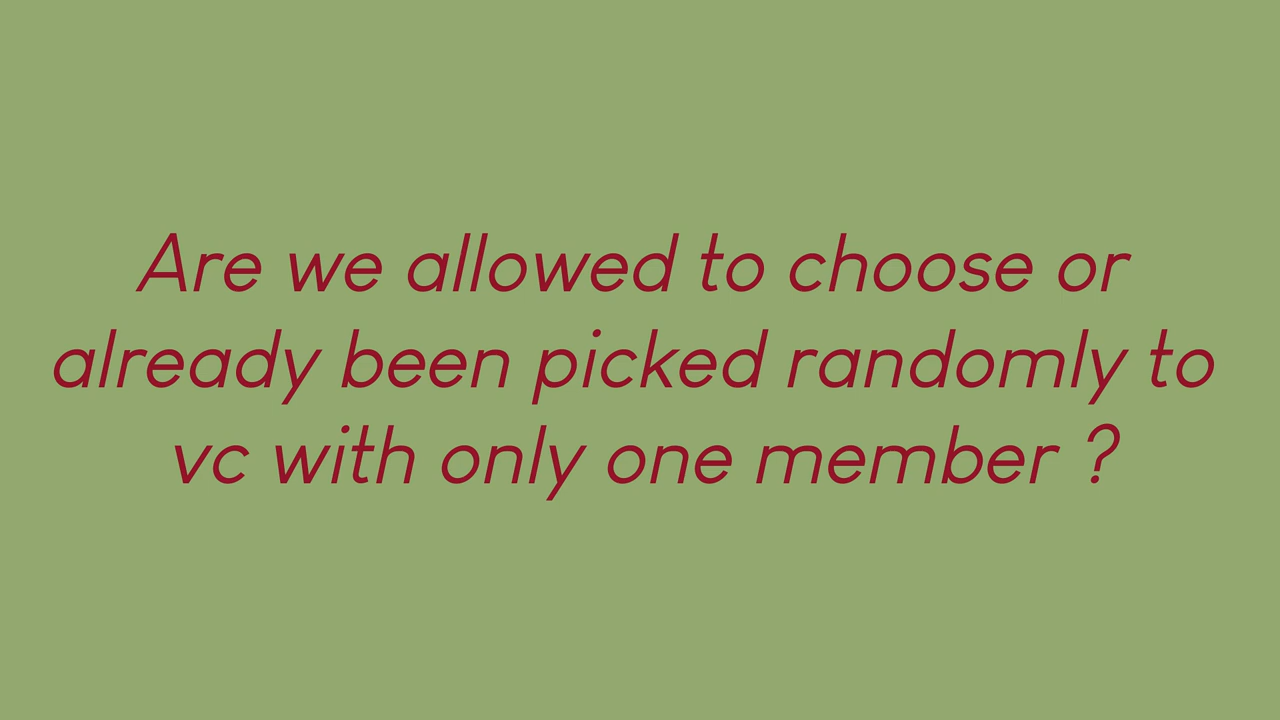 Are we allowed to choose or
already been picked randomly to
vc with only one member ?